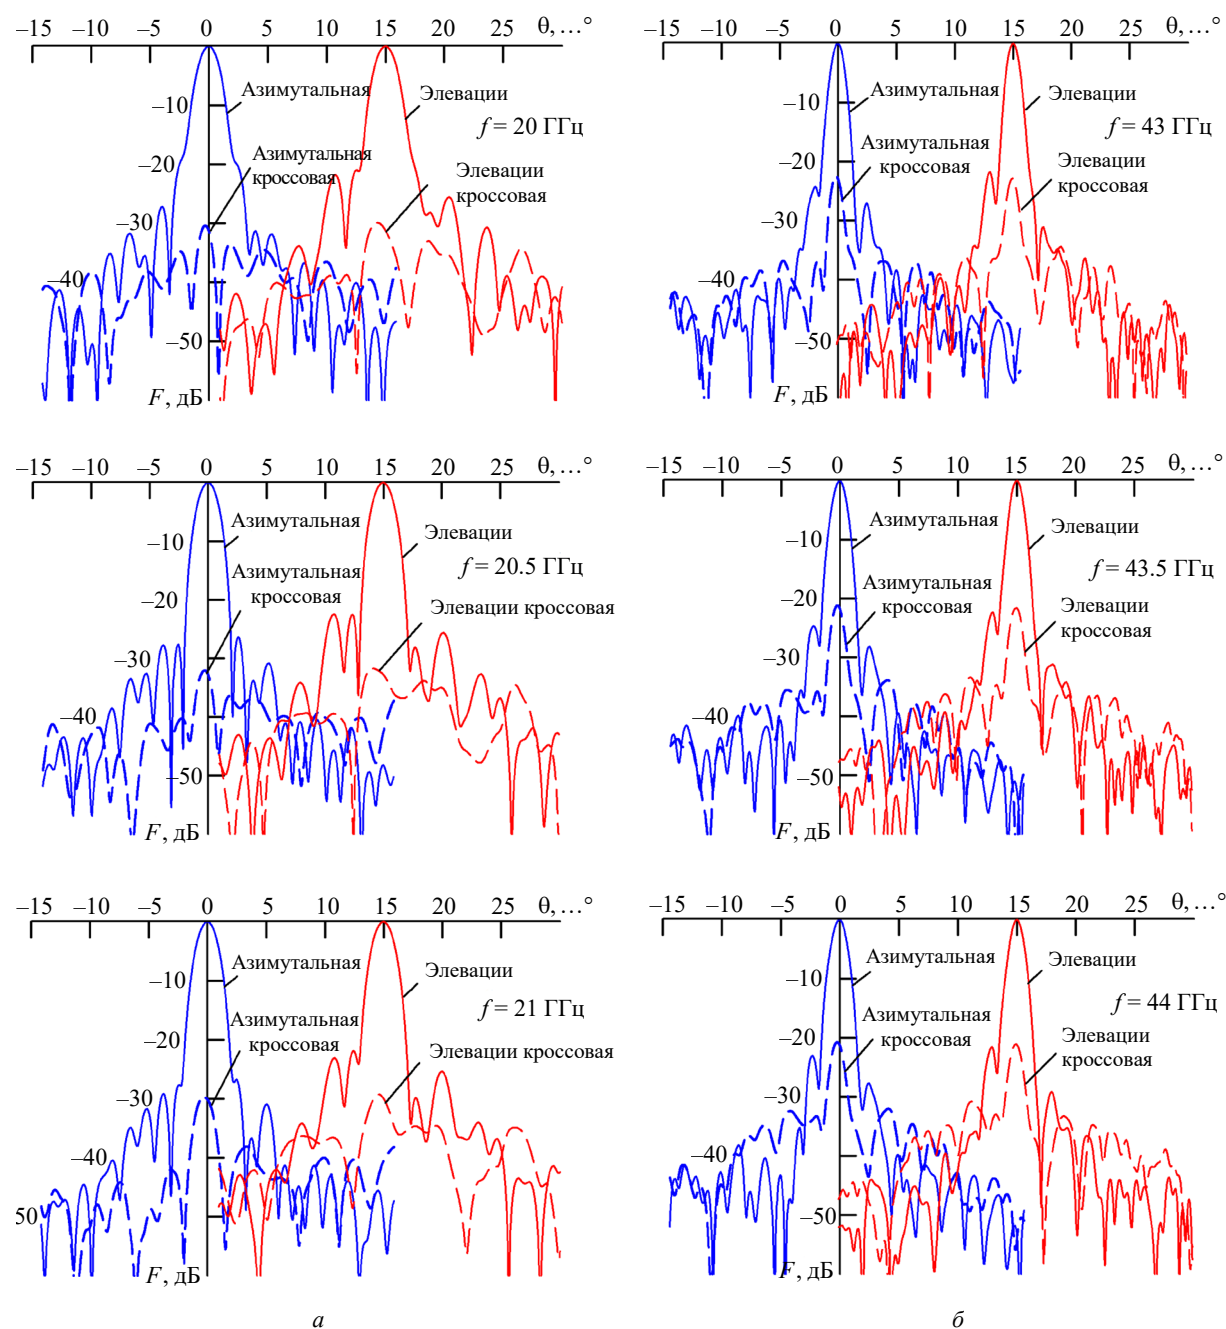 –15 –10 –5 0 5 10 15 20 25 θ, …°
–10
Азимутальная
Элевации
f = 20 ГГц
–20
Азимутальная
кроссовая
Элевации
кроссовая
–30
–40
–50
F, дБ
–15 –10 –5 0 5 10 15 20 25 θ, …°
–10
Азимутальная
Элевации
f = 43 ГГц
–20
Азимутальная
кроссовая
Элевации
кроссовая
–30
–40
–50
F, дБ
–15 –10 –5 0 5 10 15 20 25 θ, …°
–10
Азимутальная
Элевации
f = 20.5 ГГц
–20
Азимутальная
кроссовая
Элевации кроссовая
–30
–40
–50
F, дБ
–15 –10 –5 0 5 10 15 20 25 θ, …°
–10
Азимутальная
Элевации
f = 43.5 ГГц
–20
Азимутальная
кроссовая
Элевации
кроссовая
–30
–40
–50
F, дБ
–15 –10 –5 0 5 10 15 20 25 θ, …°
–10
Азимутальная
Элевации
f = 21 ГГц
–20
Азимутальная
кроссовая
Элевации кроссовая
–30
–40
50
F, дБ
–15 –10 –5 0 5 10 15 20 25 θ, …°
–10
Азимутальная
Элевации
f = 44 ГГц
–20
Азимутальная
кроссовая
Элевации
кроссовая
–30
–40
–50
F, дБ
а
б